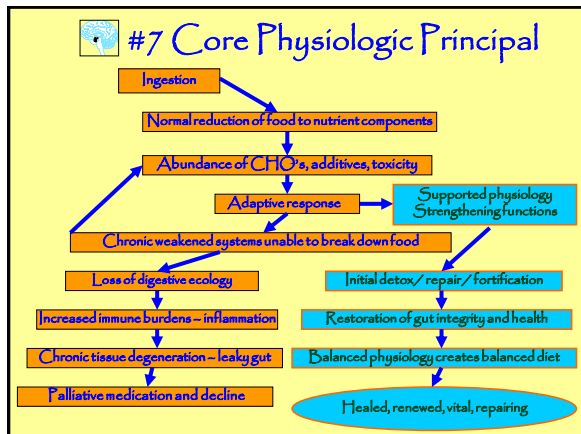 #7 Core Physiologic Principal
Ingestion
Normal reduction of food to nutrient components
Abundance of CHO's, additives, toxicity
Adaptive response
Supported physiology
Strengthening functions
Chronic weakened systems unable to break down food
Loss of digestive ecology
Initial detox/ repair/ fortification
Increased immune burdens – inflammation
Restoration of gut integrity and health
Chronic tissue degeneration – leaky gut
Balanced physiology creates balanced diet
Palliative medication and decline
Healed, renewed, vital, repairing